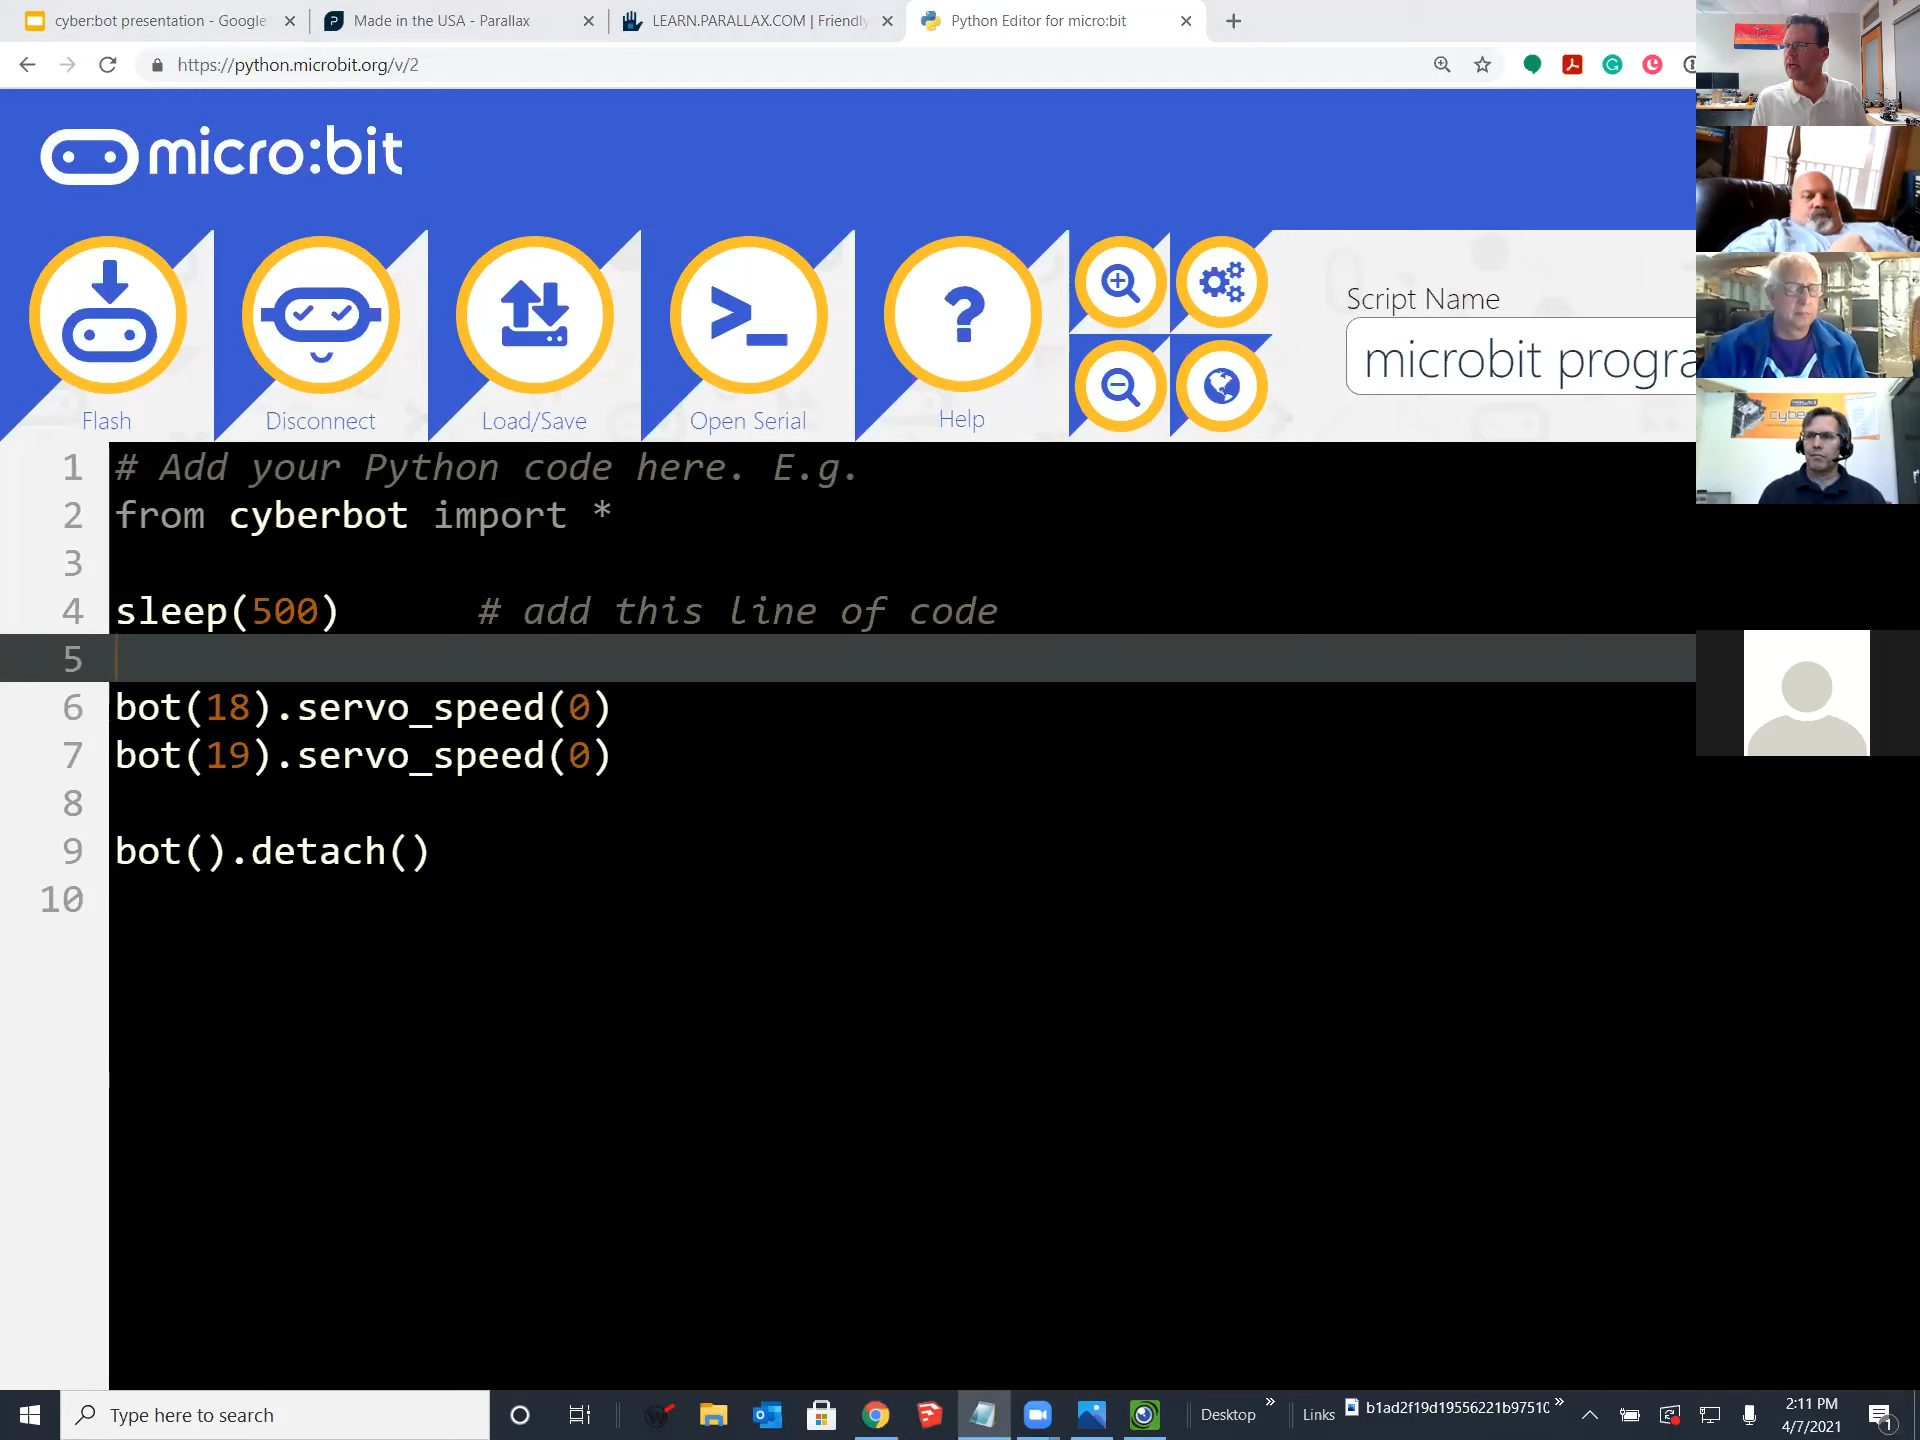 cyber:bot presentation - Google
Made in the USA - Parallax
LEARN.PARALLAX.COM | Friendly
Python Editor for micro:bit
https://python.microbit.org/v/2
micro:bit
Flash
Disconnect
Load/Save
Open Serial
Help
Script Name
microbit progra
1 # Add your Python code here. E.g.
2 from cyberbot import *
3
4 sleep(500) # add this line of code
5
6 bot(18).servo_speed(0)
7 bot(19).servo_speed(0)
8
9 bot().detach()
10
Type here to search
Desktop
Links
b1ad2f19d19556221b9751(
2:11 PM
4/7/2021
1